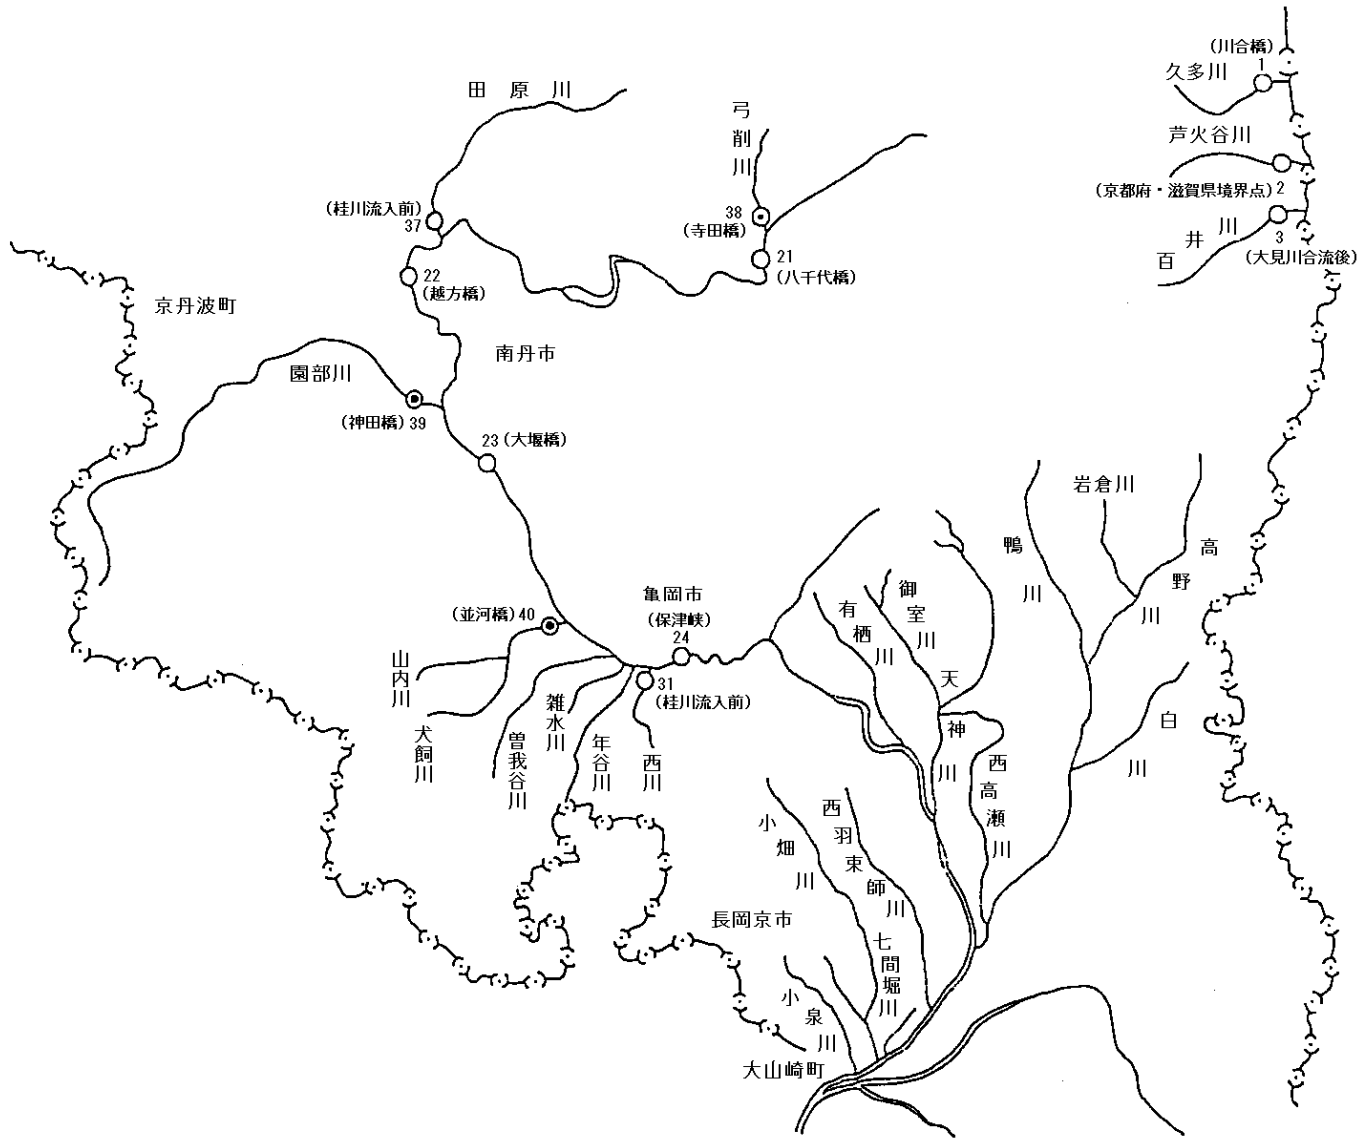 (川合橋)
1
久多川
田原川
弓削川
芦火谷川
2
(京都府・滋賀県境界点)
(桂川流入前)
37
38
(寺田橋)
百井川
3
(大見川合流後)
21
(八千代橋)
22
(越方橋)
京丹波町
南丹市
園部川
(神田橋)39
23(大堰橋)
岩倉川
鴨川
高野川
(並河橋)40
亀岡市
(保津峡)
24
御室川
有栖川
山内川
31
(桂川流入前)
天神川
犬飼川
曽我谷川
雑水川
年谷川
西川
白川
西高瀬川
小畑川
西羽束師川
長岡京市
七間堀川
小泉川
大山崎町